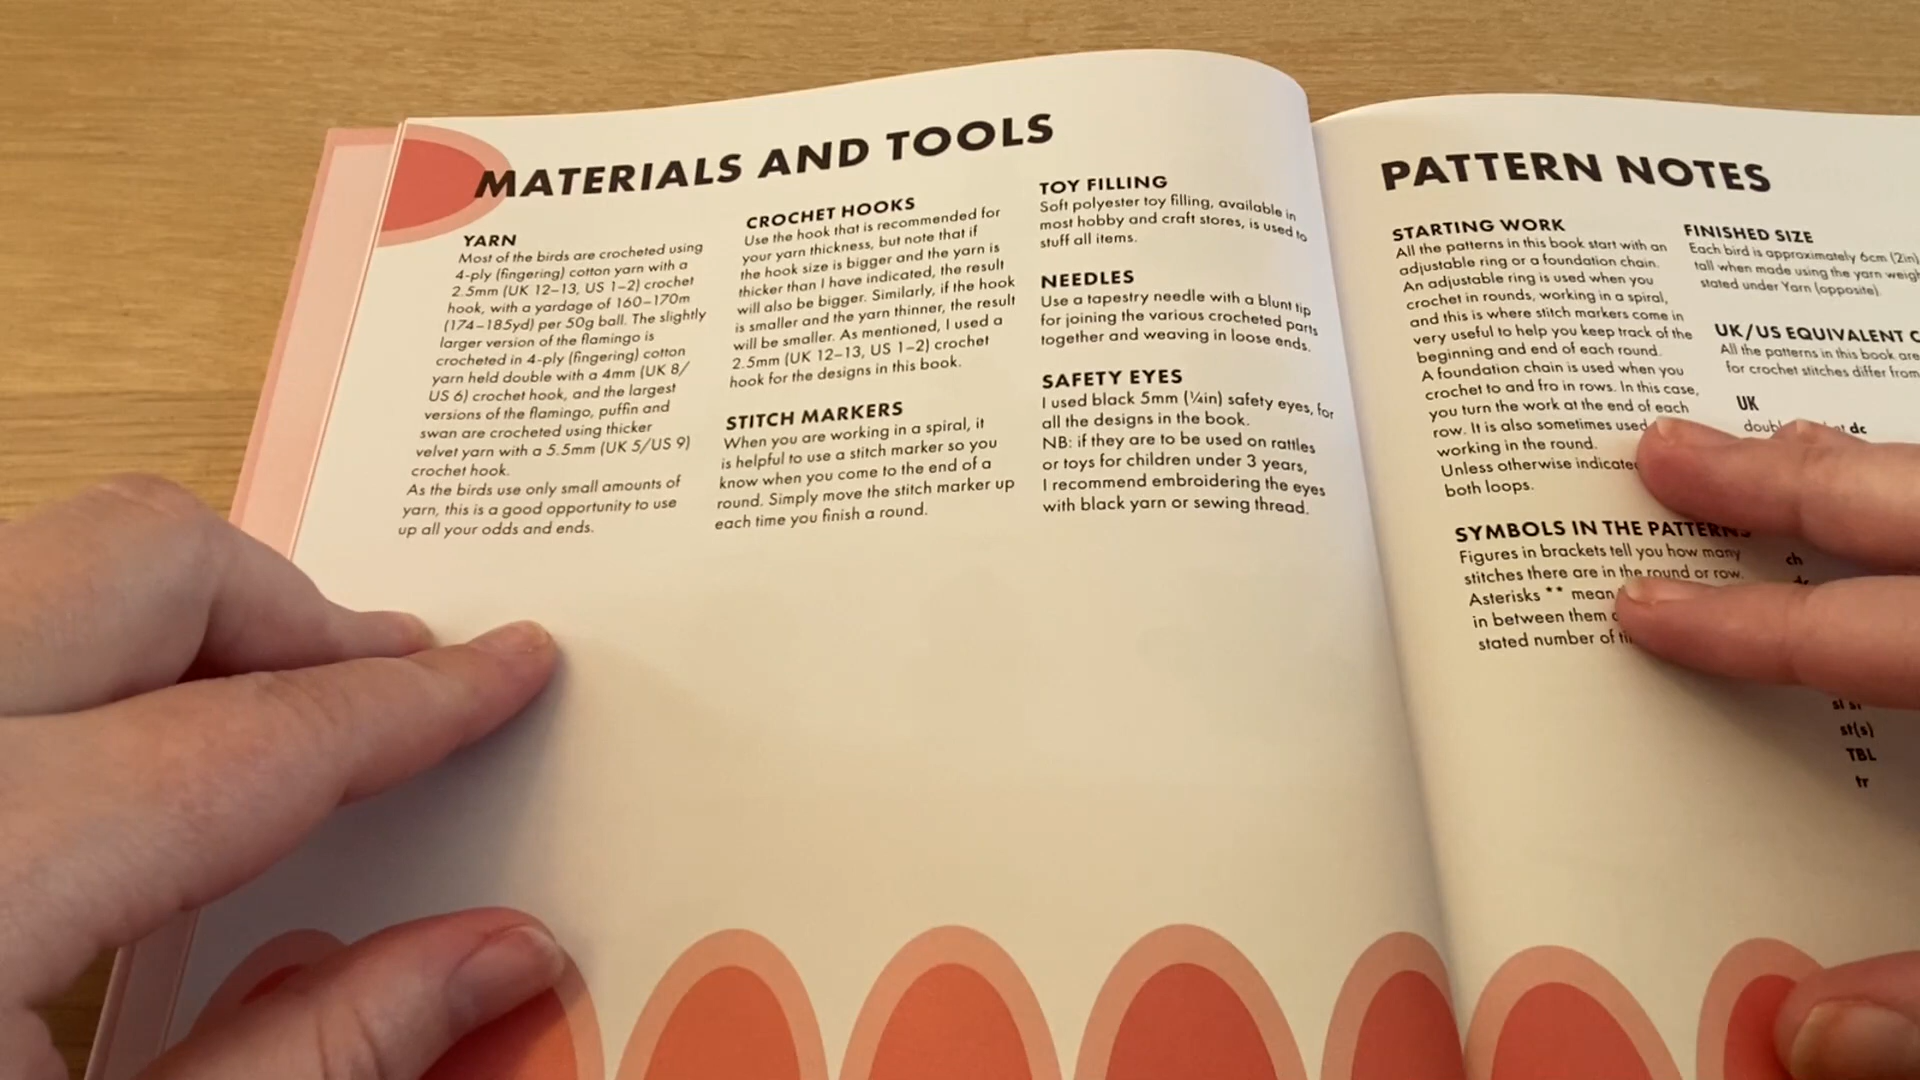 MATERIALS AND TOOLS
YARN
Most of the birds are crocheted using
4-ply (fingering) cotton yarn with a
2.5mm (UK 12–13, US 1–2) crochet
hook, with a yardage of 160–170m
(174–185yd) per 50g ball. The slightly
larger version of the flamingo is
crocheted in 4-ply (fingering) cotton
yarn held double with a 4mm (UK 8/
US 6) crochet hook, and the largest
versions of the flamingo, puffin and
swan are crocheted using thicker
velvet yarn with a 5.5mm (UK 5/US 9)
crochet hook.
As the birds use only small amounts of
yarn, this is a good opportunity to use
up all your odds and ends.
CROCHET HOOKS
Use the hook that is recommended for
your yarn thickness, but note that if
the hook size is bigger and the yarn is
thicker than I have indicated, the result
will also be bigger. Similarly, if the hook
is smaller and the yarn thinner, the result
will be smaller. As mentioned, I used a
2.5mm (UK 12–13, US 1–2) crochet
hook for the designs in this book.
STITCH MARKERS
When you are working in a spiral, it
is helpful to use a stitch marker so you
know when you come to the end of a
round. Simply move the stitch marker up
each time you finish a round.
TOY FILLING
Soft polyester toy filling, available in
most hobby and craft stores, is used to
stuff all items.
NEEDLES
Use a tapestry needle with a blunt tip
for joining the various crocheted parts
together and weaving in loose ends.
SAFETY EYES
I used black 5mm (¼in) safety eyes, for
all the designs in the book.
NB: if they are to be used on rattles
or toys for children under 3 years,
I recommend embroidering the eyes
with black yarn or sewing thread.
PATTERN NOTES
STARTING WORK
All the patterns in this book start with an
adjustable ring or a foundation chain.
An adjustable ring is used when you
crochet in rounds, working in a spiral,
and this is where stitch markers come in
very useful to help you keep track of the
beginning and end of each round.
A foundation chain is used when you
crochet to and fro in rows. In this case,
you turn the work at the end of each
row. It is also sometimes used
working in the round.
Unless otherwise indicated
both loops.
SYMBOLS IN THE PATTERNS
Figures in brackets tell you how many
stitches there are in the round or row.
Asterisks ** mean
in between them
stated number of
FINISHED SIZE
Each bird is approximately 6cm (2in)
tall when made using the yarn
stated under Yarn (opposite).
UK/US EQUIVALENT
All the patterns in this book are
for crochet stitches differ from
UK
dc
ch
st(s)
TBL
tr